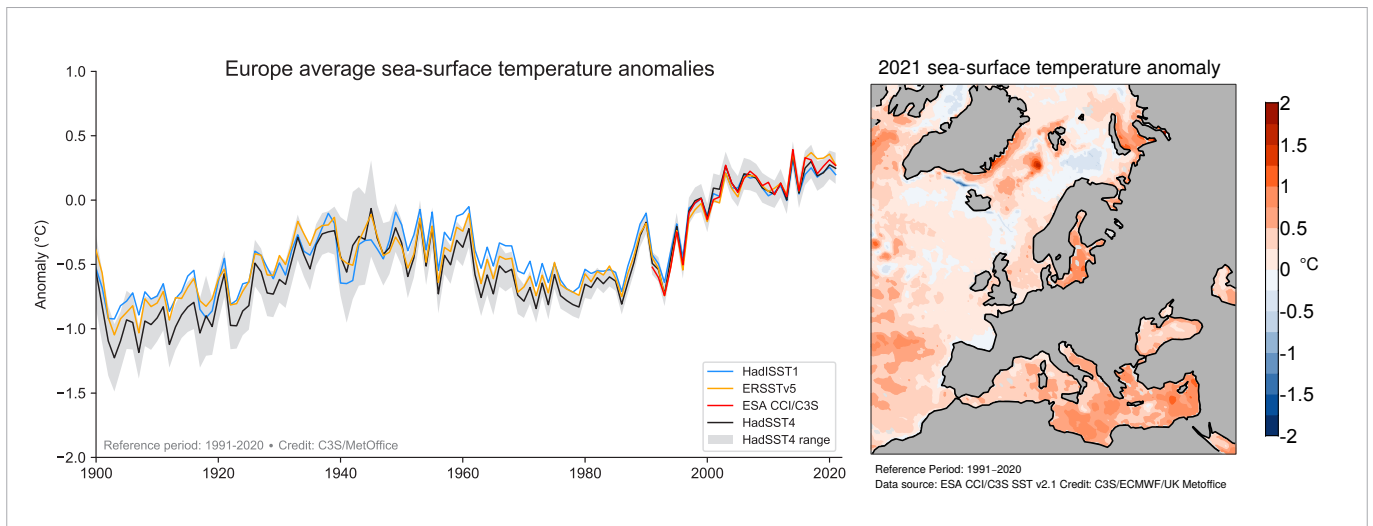 Europe average sea-surface temperature anomalies
1.0
0.5
0.0
−0.5
−1.0
−1.5
−2.0
Anomaly (°C)
1900
1920
1940
1960
1980
2000
2020
HadISST1
ERSSTv5
ESA CCI/C3S
HadSST4
HadSST4 range
Reference period: 1991-2020 • Credit: C3S/MetOffice
2021 sea-surface temperature anomaly
2
1.5
1
0.5
0
-0.5
-1
-1.5
-2
°C
Reference Period: 1991−2020
Data source: ESA CCI/C3S SST v2.1 Credit: C3S/ECMWF/UK Metoffice